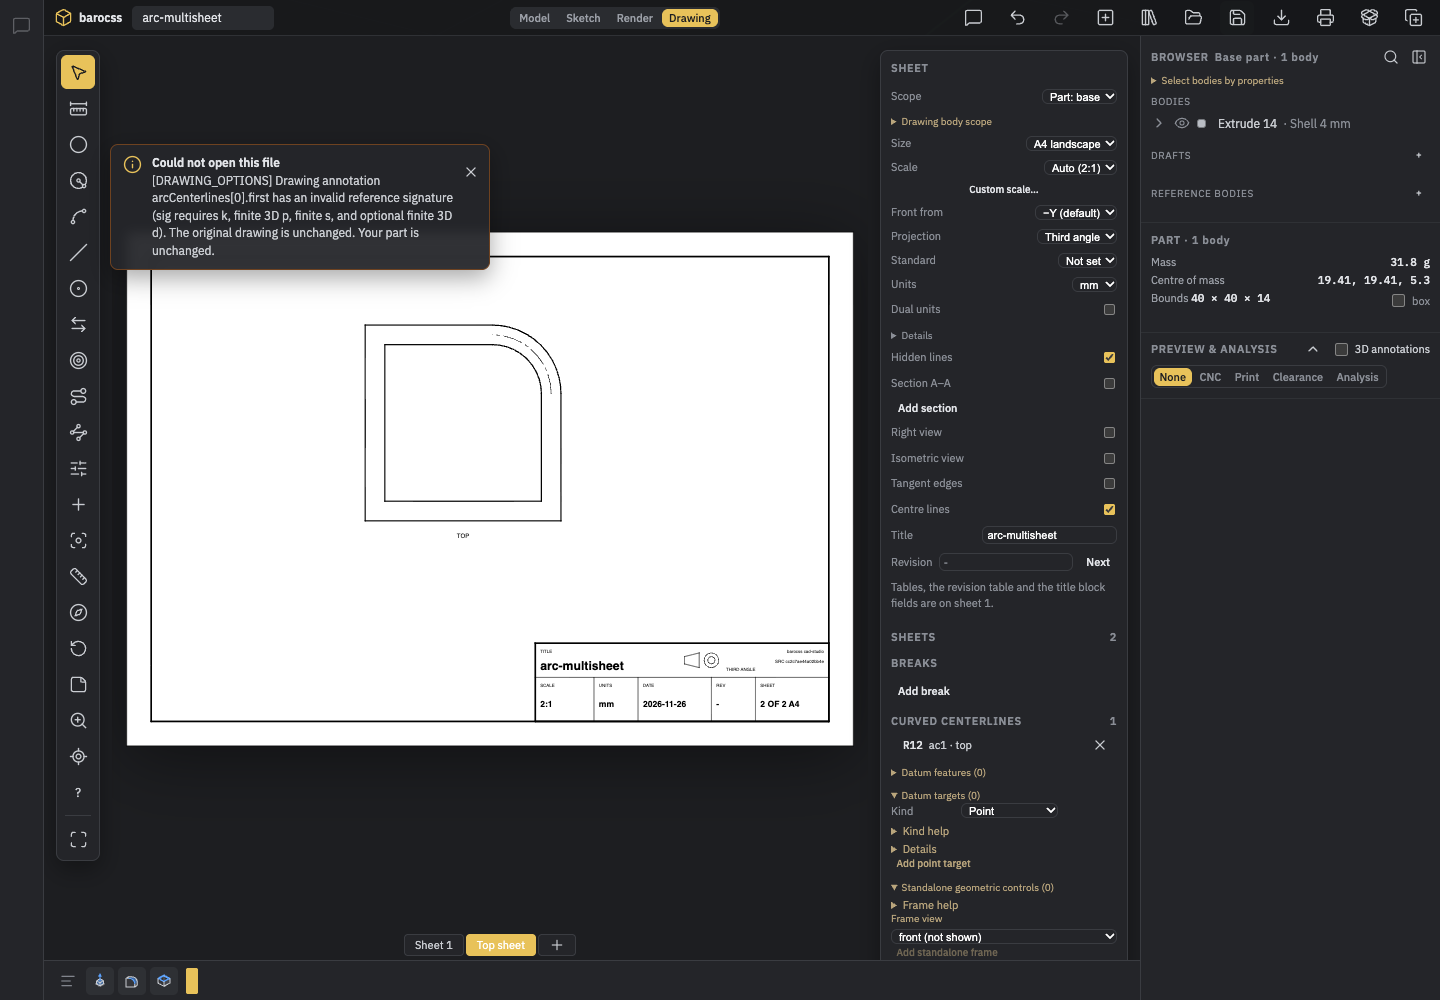 barocss
arc-multisheet
Model Sketch Render Drawing
Could not open this file
[DRAWING_OPTIONS] Drawing annotation
arcCenterlines[0].first has an invalid reference signature
(sig requires k, finite 3D p, finite s, and optional finite 3D
d). The original drawing is unchanged. Your part is
unchanged.
TOP
TITLE
arc-multisheet
THIRD ANGLE
barocss cad-studio
SCALE
2:1
UNITS
mm
DATE
2026-11-26
REV
-
SHEET
2 OF 2 A4
?
Sheet 1
Top sheet
SHEET
Scope Part: base
Drawing body scope
Size A4 landscape
Scale Auto (2:1)
Custom scale...
Front from −Y (default)
Projection Third angle
Standard Not set
Units mm
Dual units
Details
Hidden lines
Section A–A
Add section
Right view
Isometric view
Tangent edges
Centre lines
Title arc-multisheet
Revision - Next
Tables, the revision table and the title block
fields are on sheet 1.
SHEETS 2
BREAKS
Add break
CURVED CENTERLINES 1
R12 ac1 · top
Datum features (0)
Datum targets (0)
Kind Point
Kind help
Details
Add point target
Standalone geometric controls (0)
Frame help
Frame view
front (not shown)
Add standalone frame
BROWSER Base part · 1 body
Select bodies by properties
BODIES
Extrude 14 · Shell 4 mm
DRAFTS +
REFERENCE BODIES +
PART · 1 body
Mass 31.8 g
Centre of mass 19.41, 19.41, 5.3
Bounds 40 × 40 × 14 box
PREVIEW & ANALYSIS 3D annotations
None CNC Print Clearance Analysis